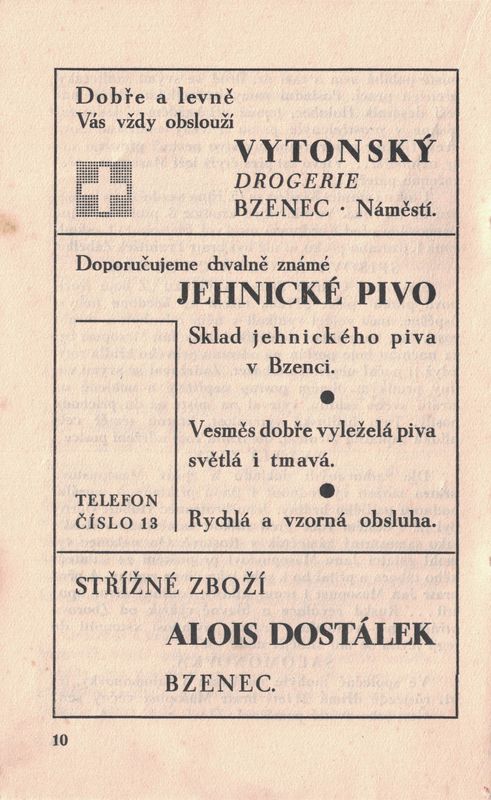 Dobře a levně
Vás vždy obslouží
VYTONSKÝ
DROGERIE
BZENEC · Náměstí.
Doporučujeme chvalně známé
JEHNICKÉ PIVO
Sklad jehnického piva
v Bzenci.
Vesměs dobře vyleželá piva
světlá i tmavá.
TELEFON
ČÍSLO 13
Rychlá a vzorná obsluha.
STŘÍŽNÉ ZBOŽÍ
ALOIS DOSTÁLEK
BZENEC.
10